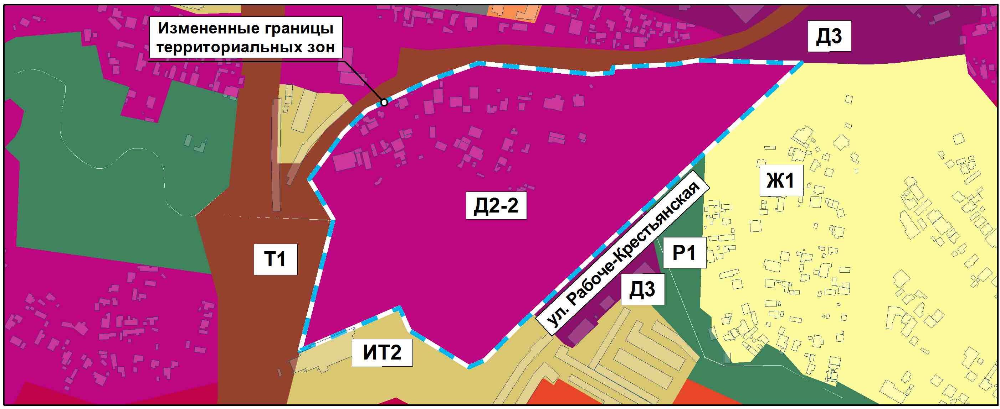 Измененные границы
территориальных зон
Д3
Ж1
Д2-2
ул. Рабоче-Крестьянская
Р1
Т1
Д3
ИТ2